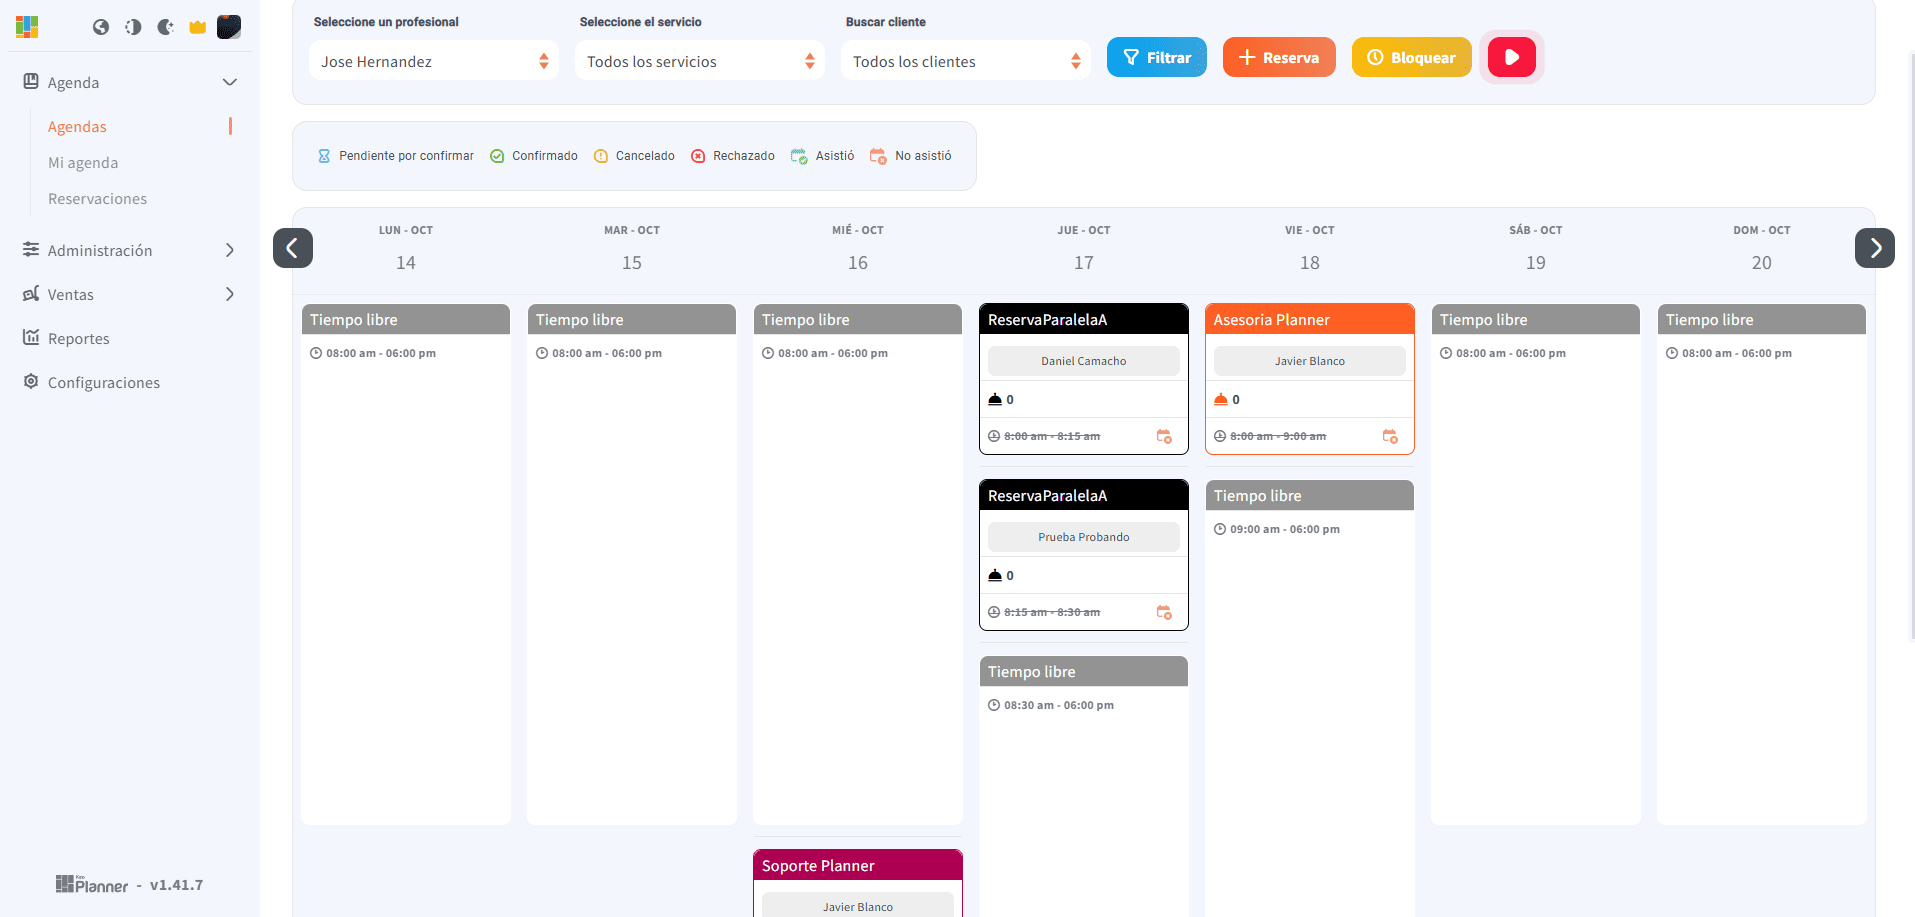 Seleccione un profesional
Seleccione el servicio
Buscar cliente
Jose Hernandez
Todos los servicios
Todos los clientes
Filtrar
Reserva
Bloquear
Agenda
Agendas
Mi agenda
Reservaciones
Administración
Ventas
Reportes
Configuraciones
Planner - v1.41.7
Pendiente por confirmar
Confirmado
Cancelado
Rechazado
Asistió
No asistió
LUN - OCT
14
MAR - OCT
15
MIÉ - OCT
16
JUE - OCT
17
VIE - OCT
18
SÁB - OCT
19
DOM - OCT
20
Tiempo libre
08:00 am - 06:00 pm
Tiempo libre
08:00 am - 06:00 pm
Tiempo libre
08:00 am - 06:00 pm
Soporte Planner
Javier Blanco
ReservaParalelaA
Daniel Camacho
0
8:00 am - 8:15 am
ReservaParalelaA
Prueba Probando
0
8:15 am - 8:30 am
Tiempo libre
08:30 am - 06:00 pm
Asesoria Planner
Javier Blanco
0
8:00 am - 9:00 am
Tiempo libre
09:00 am - 06:00 pm
Tiempo libre
08:00 am - 06:00 pm
Tiempo libre
08:00 am - 06:00 pm